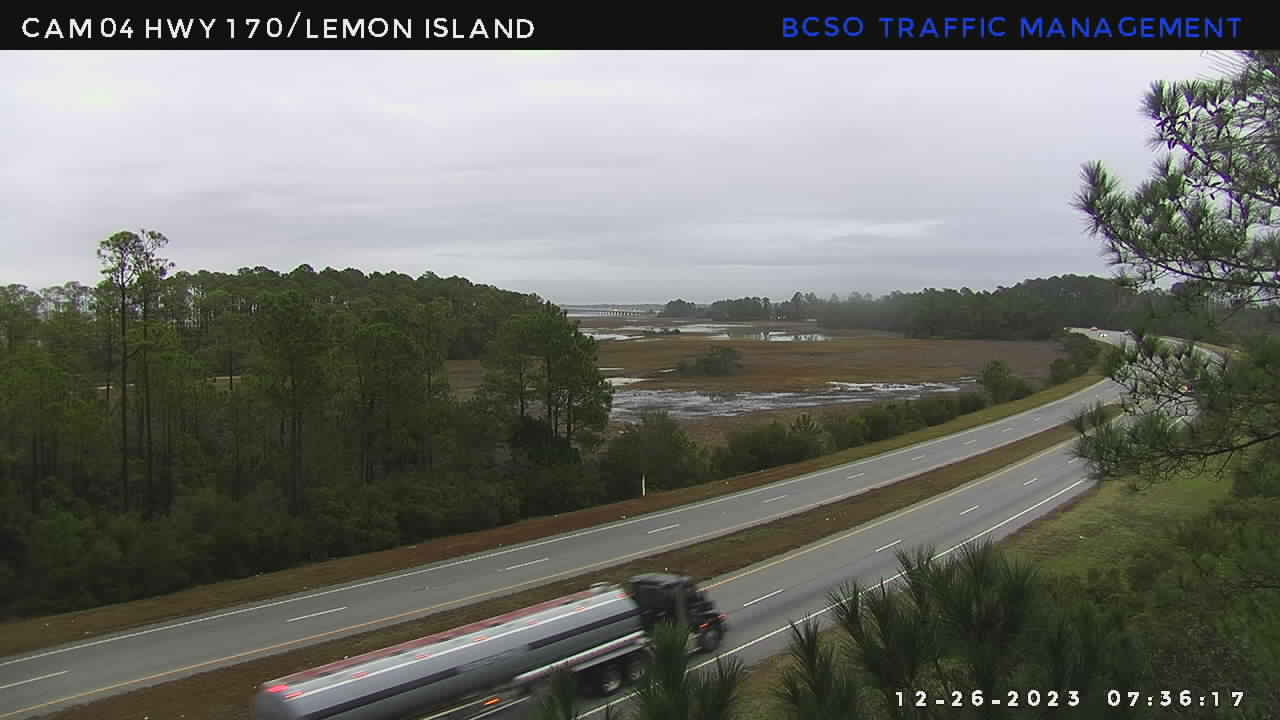 CAM04 HWY 170/LEMON ISLAND BCSO TRAFFIC MANAGEMENT
12-26-2023 07:36:17